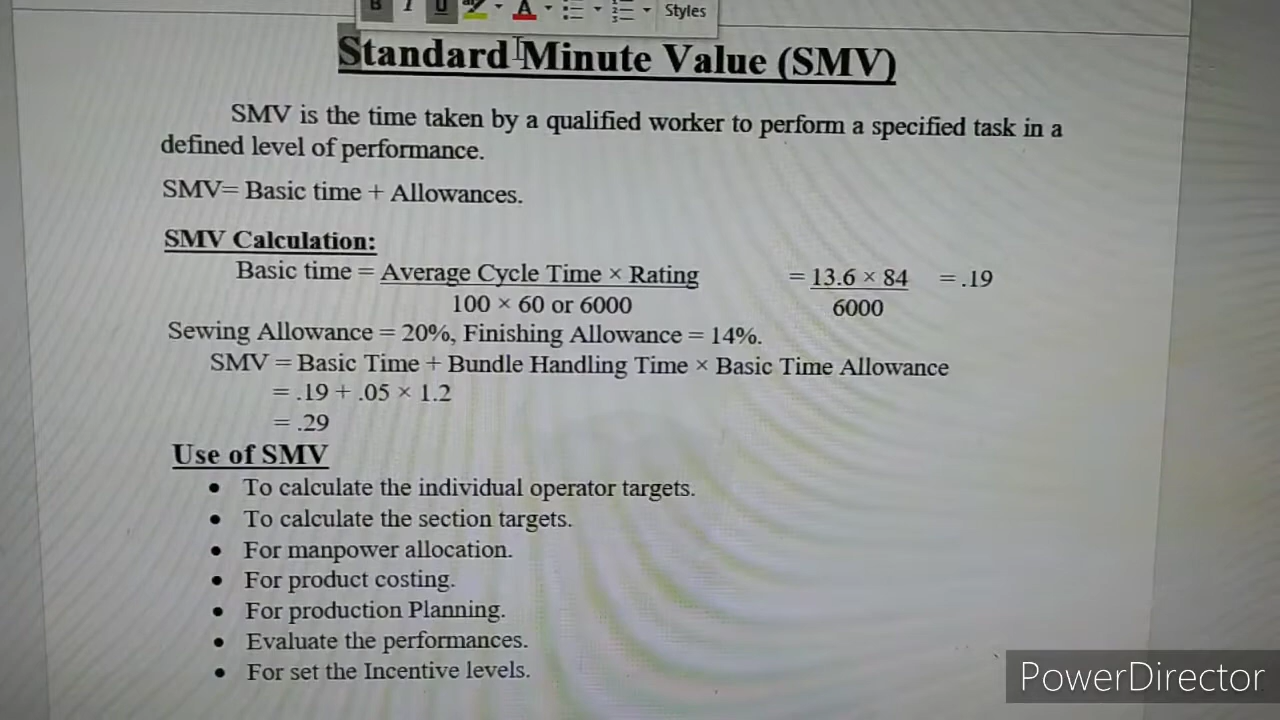 B I U A Styles
Standard Minute Value (SMV)
SMV is the time taken by a qualified worker to perform a specified task in a
defined level of performance.
SMV= Basic time + Allowances.
SMV Calculation:
Basic time = Average Cycle Time × Rating = 13.6 × 84 = .19
100 × 60 or 6000 6000
Sewing Allowance = 20%, Finishing Allowance = 14%.
SMV = Basic Time + Bundle Handling Time × Basic Time Allowance
= .19 + .05 × 1.2
= .29
Use of SMV
• To calculate the individual operator targets.
• To calculate the section targets.
• For manpower allocation.
• For product costing.
• For production Planning.
• Evaluate the performances.
• For set the Incentive levels.
PowerDirector